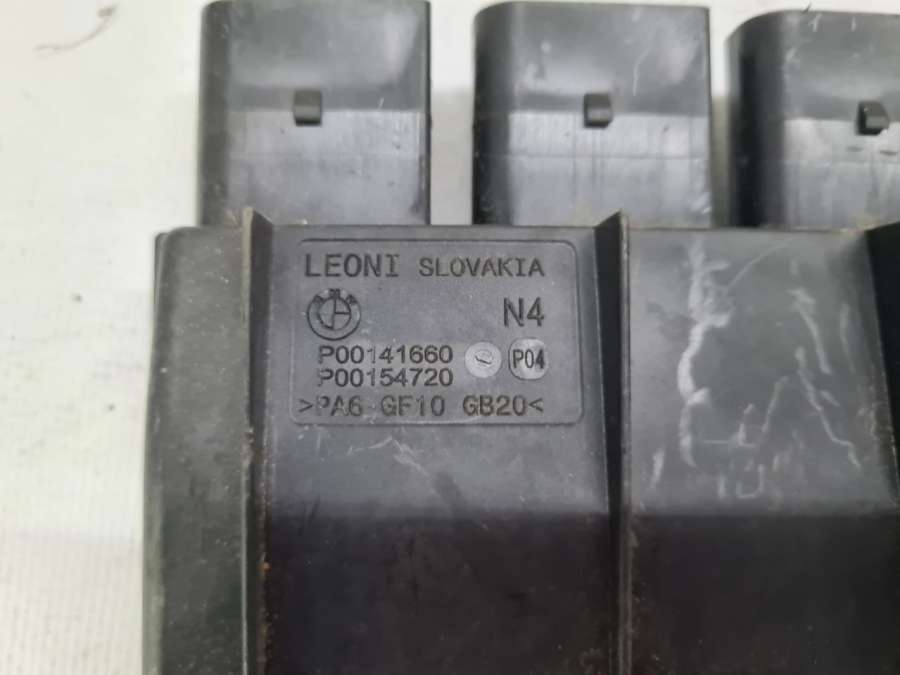 LEONI SLOVAKIA
N4
P00141660 P04
P00154720
>PA6 GF10 GB20<